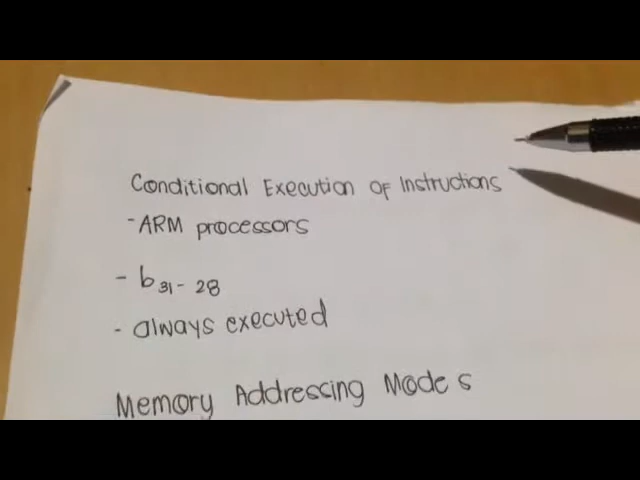 Conditional Execution of Instructions
- ARM processors
- b31-28
- always executed
Memory Addressing Modes